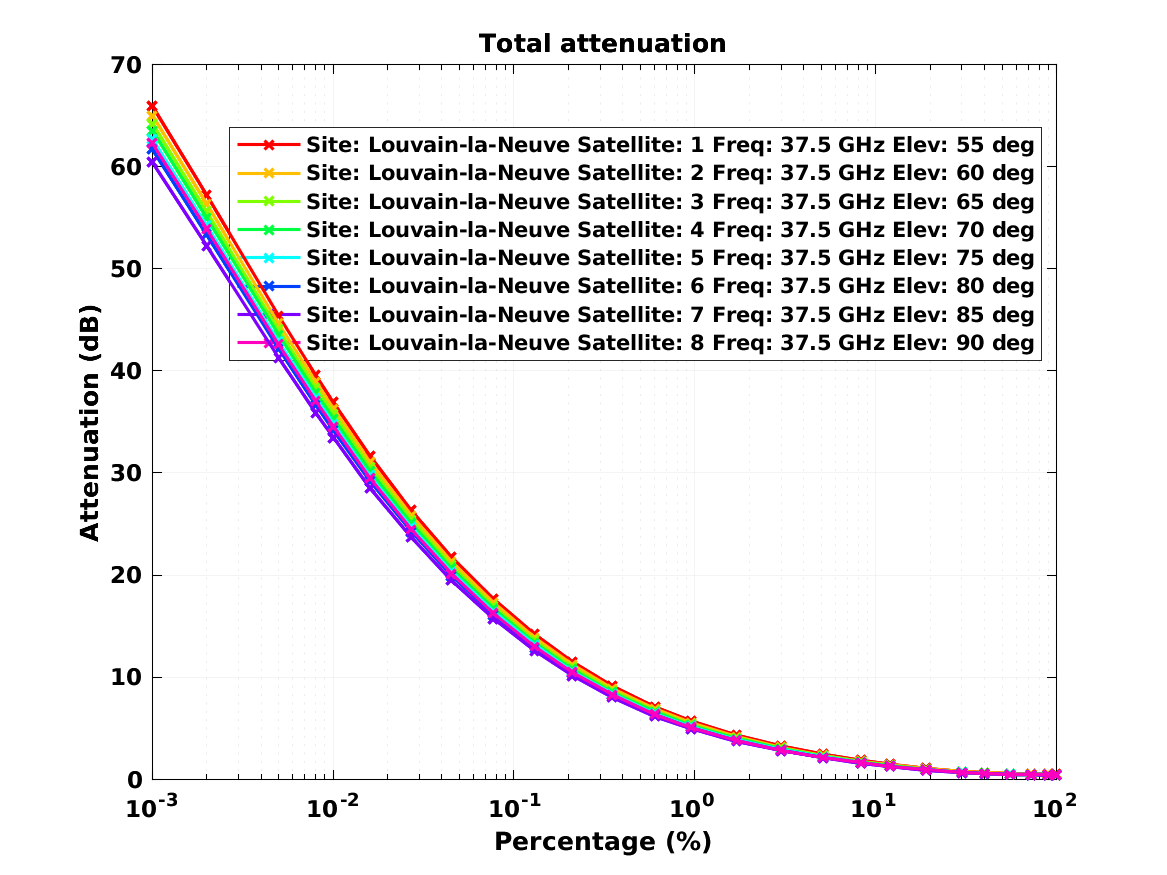 Total attenuation
70
60
50
40
30
20
10
0
Attenuation (dB)
Site: Louvain-la-Neuve Satellite: 1 Freq: 37.5 GHz Elev: 55 deg
Site: Louvain-la-Neuve Satellite: 2 Freq: 37.5 GHz Elev: 60 deg
Site: Louvain-la-Neuve Satellite: 3 Freq: 37.5 GHz Elev: 65 deg
Site: Louvain-la-Neuve Satellite: 4 Freq: 37.5 GHz Elev: 70 deg
Site: Louvain-la-Neuve Satellite: 5 Freq: 37.5 GHz Elev: 75 deg
Site: Louvain-la-Neuve Satellite: 6 Freq: 37.5 GHz Elev: 80 deg
Site: Louvain-la-Neuve Satellite: 7 Freq: 37.5 GHz Elev: 85 deg
Site: Louvain-la-Neuve Satellite: 8 Freq: 37.5 GHz Elev: 90 deg
10⁻³ 10⁻² 10⁻¹ 10⁰ 10¹ 10²
Percentage (%)